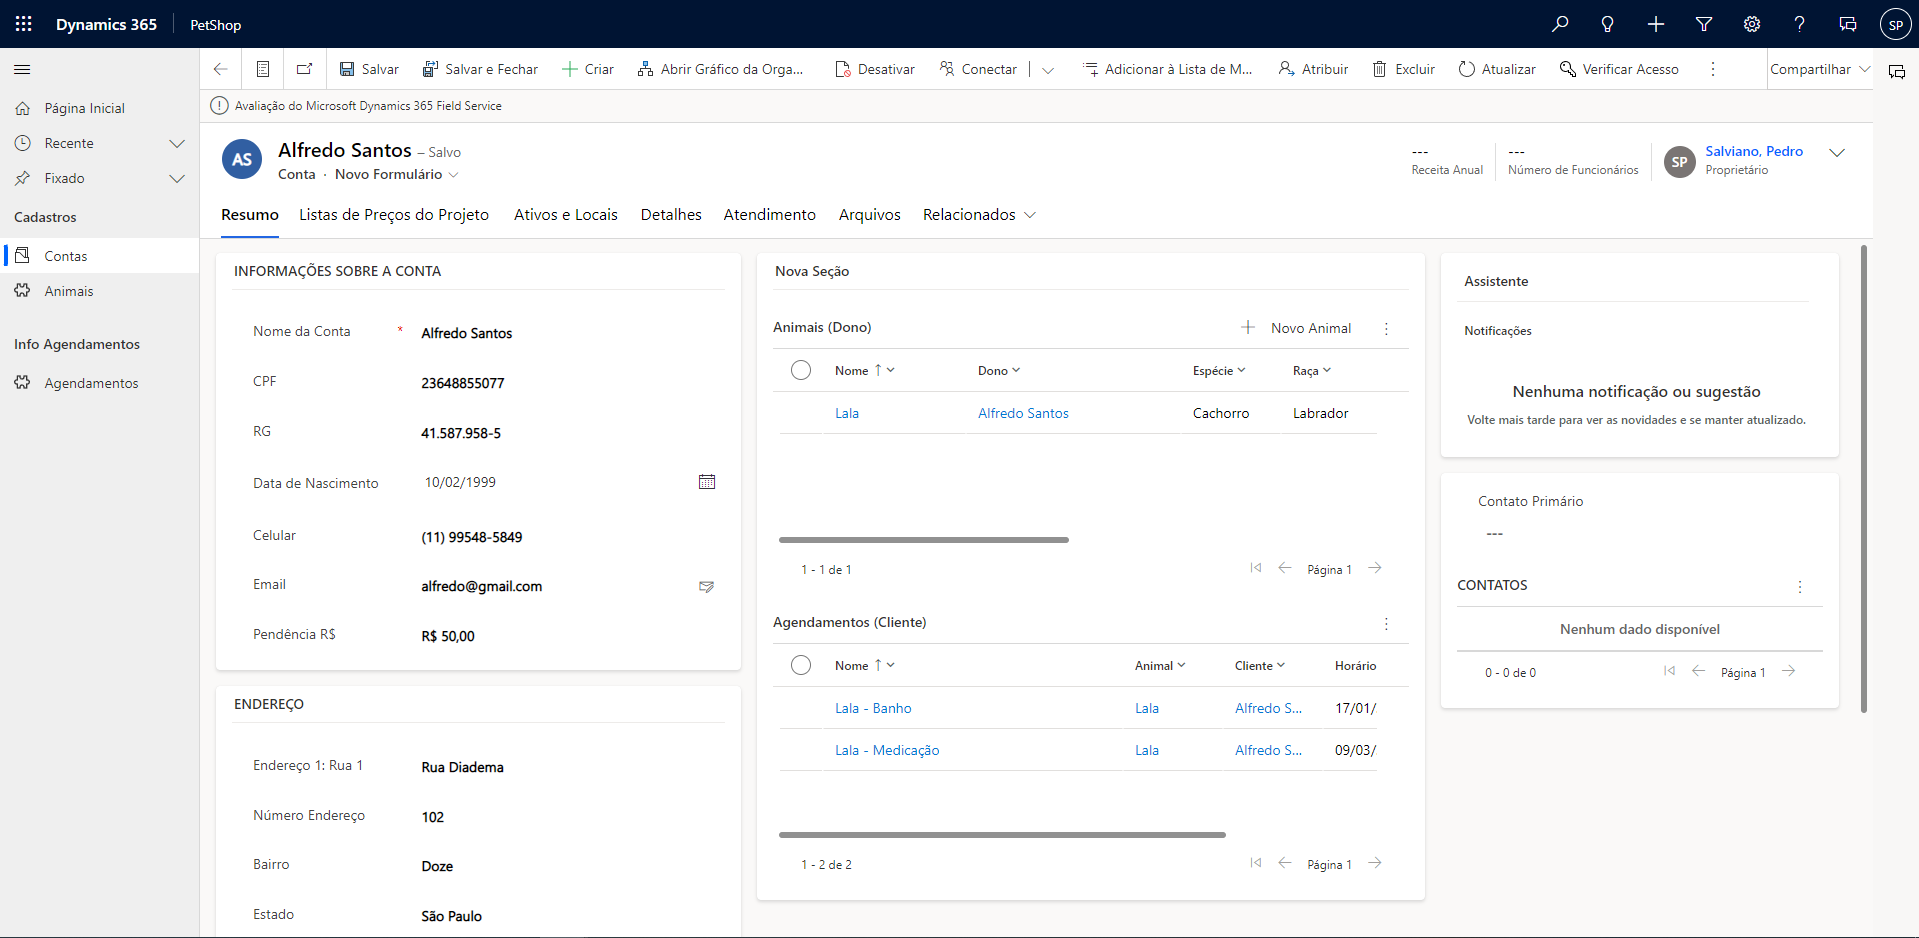 Dynamics 365 PetShop SP
Salvar Salvar e Fechar Criar Abrir Gráfico da Orga... Desativar Conectar Adicionar à Lista de M... Atribuir Excluir Atualizar Verificar Acesso Compartilhar
Avaliação do Microsoft Dynamics 365 Field Service
Página Inicial
Recente
Fixado
Cadastros
Contas
Animais
Info Agendamentos
Agendamentos
AS
Alfredo Santos – Salvo
Conta · Novo Formulário
---
Receita Anual
---
Número de Funcionários
SP
Salviano, Pedro
Proprietário
Resumo Listas de Preços do Projeto Ativos e Locais Detalhes Atendimento Arquivos Relacionados
INFORMAÇÕES SOBRE A CONTA
Nome da Conta * Alfredo Santos
CPF 23648855077
RG 41.587.958-5
Data de Nascimento 10/02/1999
Celular (11) 99548-5849
Email alfredo@gmail.com
Pendência R$ R$ 50,00
ENDEREÇO
Endereço 1: Rua 1 Rua Diadema
Número Endereço 102
Bairro Doze
Estado São Paulo
Nova Seção
Animais (Dono) Novo Animal
Nome Dono Espécie Raça
Lala Alfredo Santos Cachorro Labrador
1 - 1 de 1 Página 1
Agendamentos (Cliente)
Nome Animal Cliente Horário
Lala - Banho Lala Alfredo S... 17/01/
Lala - Medicação Lala Alfredo S... 09/03/
1 - 2 de 2 Página 1
Assistente
Notificações
Nenhuma notificação ou sugestão
Volte mais tarde para ver as novidades e se manter atualizado.
Contato Primário
---
CONTATOS
Nenhum dado disponível
0 - 0 de 0 Página 1